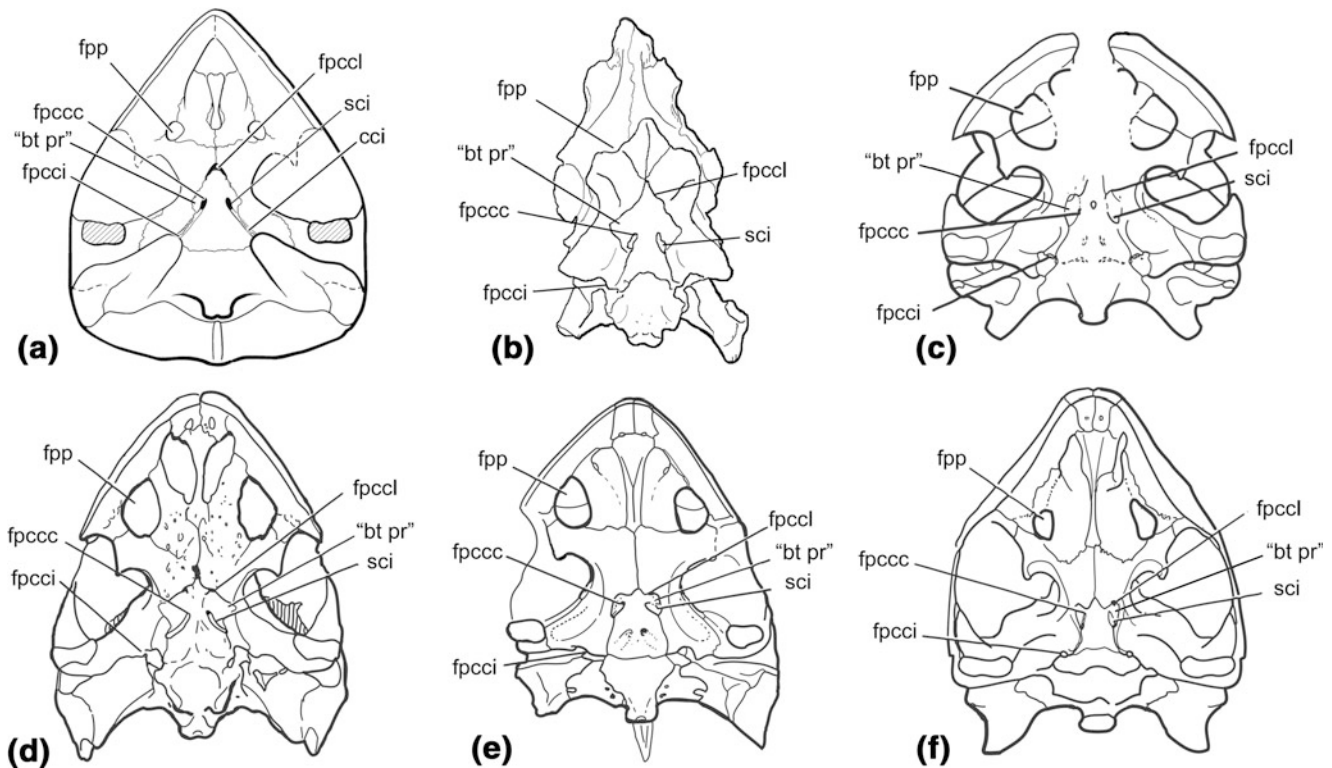 fpp
fpccl
fpccc
sci
"bt pr"
cci
fpcci
(a)
fpp
"bt pr"
fpccl
fpccc
sci
fpcci
(b)
fpp
fpccl
"bt pr"
sci
fpccc
fpcci
(c)
fpp
fpccl
fpccc
"bt pr"
sci
fpcci
(d)
fpp
fpccl
fpccc
"bt pr"
sci
fpcci
(e)
fpp
fpccl
fpccc
"bt pr"
sci
fpcci
(f)